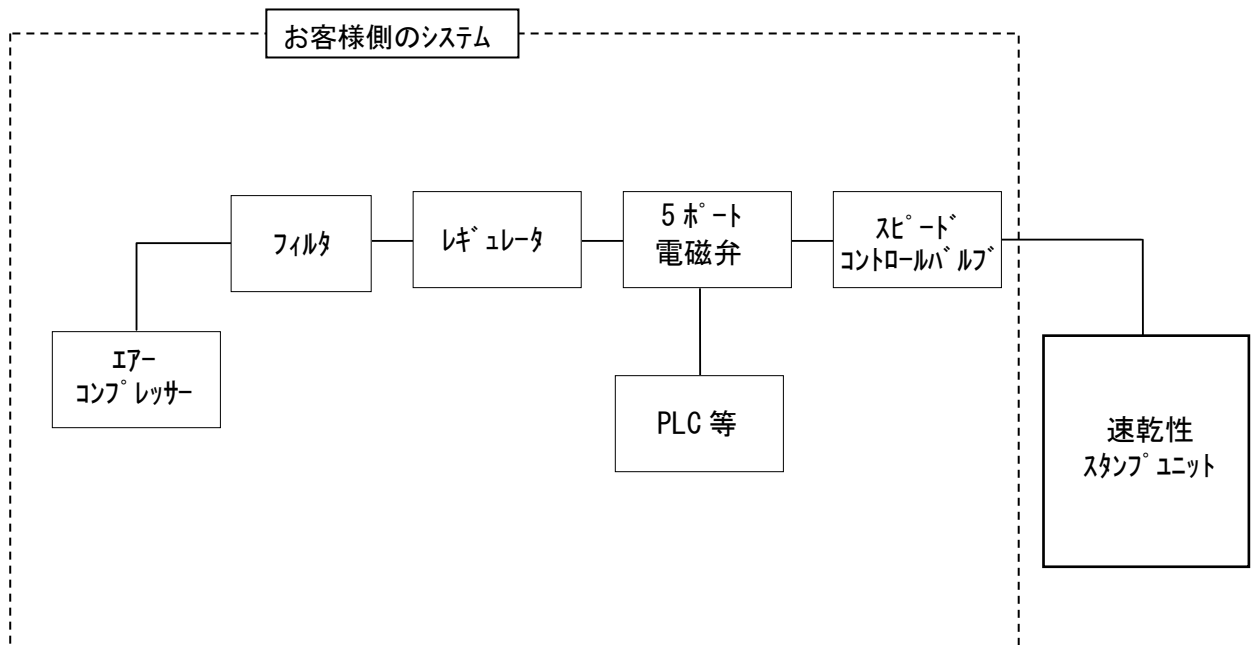 お客様側のｼｽﾃﾑ
フィルタ
ﾚｷﾞｭﾚｰﾀ
5 ﾎﾟｰﾄ
電磁弁
ｽﾋﾟｰﾄﾞ
ｺﾝﾄﾛｰﾙﾊﾞﾙﾌﾞ
ｴｱｰ
ｺﾝﾌﾟﾚｯｻｰ
PLC 等
速乾性
ｽﾀﾝﾌﾟﾕﾆｯﾄ